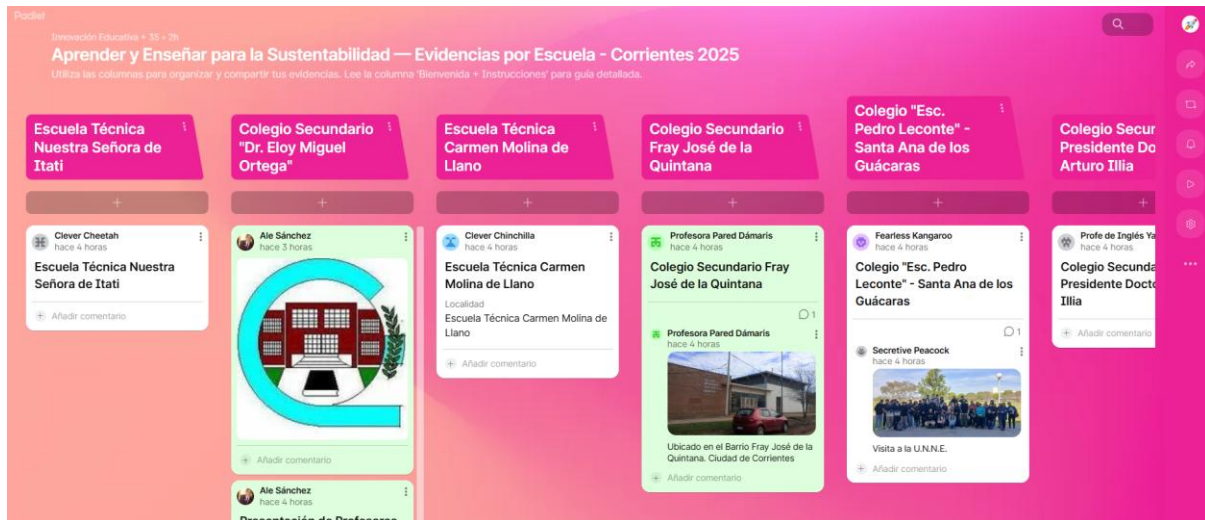 Padlet
Innovación Educativa + 35 • 2h
Aprender y Enseñar para la Sustentabilidad — Evidencias por Escuela - Corrientes 2025
Utiliza las columnas para organizar y compartir tus evidencias. Lee la columna 'Bienvenida + Instrucciones' para guía detallada.
Escuela Técnica
Nuestra Señora de
Itati
Clever Cheetah
hace 4 horas
Escuela Técnica Nuestra
Señora de Itati
Añadir comentario
Colegio Secundario
"Dr. Eloy Miguel
Ortega"
Ale Sánchez
hace 3 horas
Añadir comentario
Ale Sánchez
hace 4 horas
Presentación de Profesoras
Escuela Técnica
Carmen Molina de
Llano
Clever Chinchilla
hace 4 horas
Escuela Técnica Carmen
Molina de Llano
Localidad
Escuela Técnica Carmen Molina de
Llano
Añadir comentario
Colegio Secundario
Fray José de la
Quintana
Profesora Pared Dámaris
hace 4 horas
Colegio Secundario Fray
José de la Quintana
1
Profesora Pared Dámaris
hace 4 horas
Ubicado en el Barrio Fray José de la
Quintana. Ciudad de Corrientes
Añadir comentario
Colegio "Esc.
Pedro Leconte" -
Santa Ana de los
Guácaras
Fearless Kangaroo
hace 4 horas
Colegio "Esc. Pedro
Leconte" - Santa Ana de los
Guácaras
1
Secretive Peacock
hace 4 horas
Visita a la U.N.N.E.
Añadir comentario
Colegio Secur
Presidente Do
Arturo Illia
Profe de Inglés Ya
hace 4 horas
Colegio Secunda
Presidente Docto
Illia
Añadir comentario